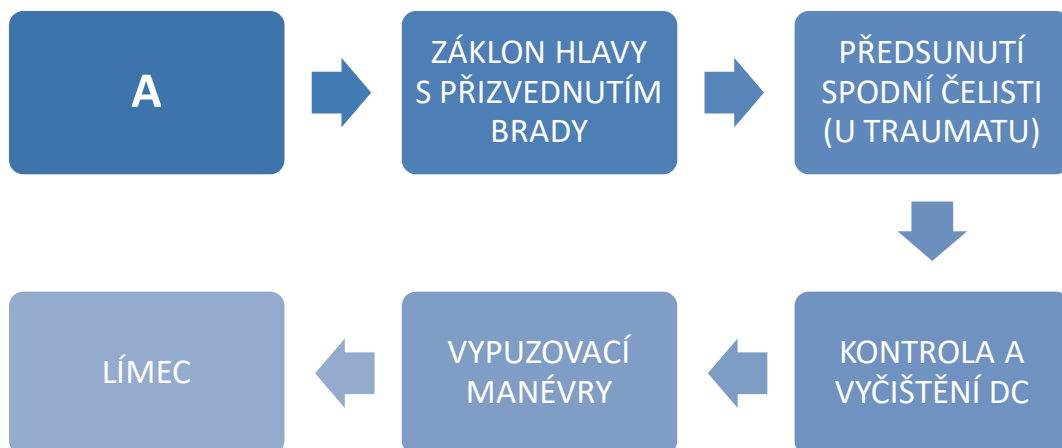 A
ZÁKLON HLAVY
S PŘIZVEDNUTÍM
BRADY
PŘEDSUNUTÍ
SPODNÍ ČELISTI
(U TRAUMATU)
KONTROLA A
VYČIŠTĚNÍ DC
VYPUZOVACÍ
MANÉVRY
LÍMEC